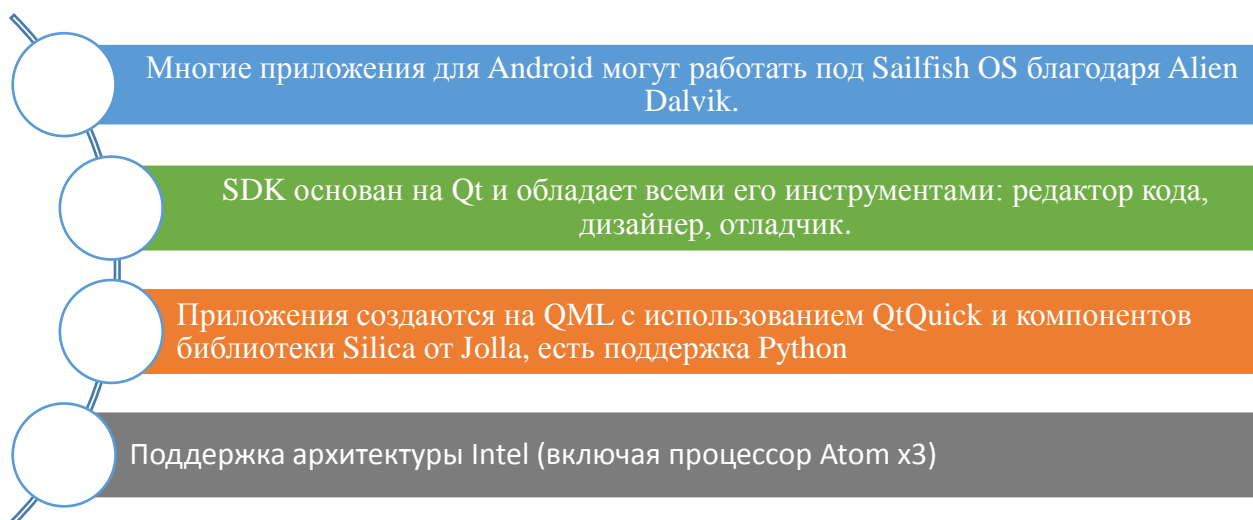 Многие приложения для Android могут работать под Sailfish OS благодаря Alien
Dalvik.
SDK основан на Qt и обладает всеми его инструментами: редактор кода,
дизайнер, отладчик.
Приложения создаются на QML с использованием QtQuick и компонентов
библиотеки Silica от Jolla, есть поддержка Python
Поддержка архитектуры Intel (включая процессор Atom x3)